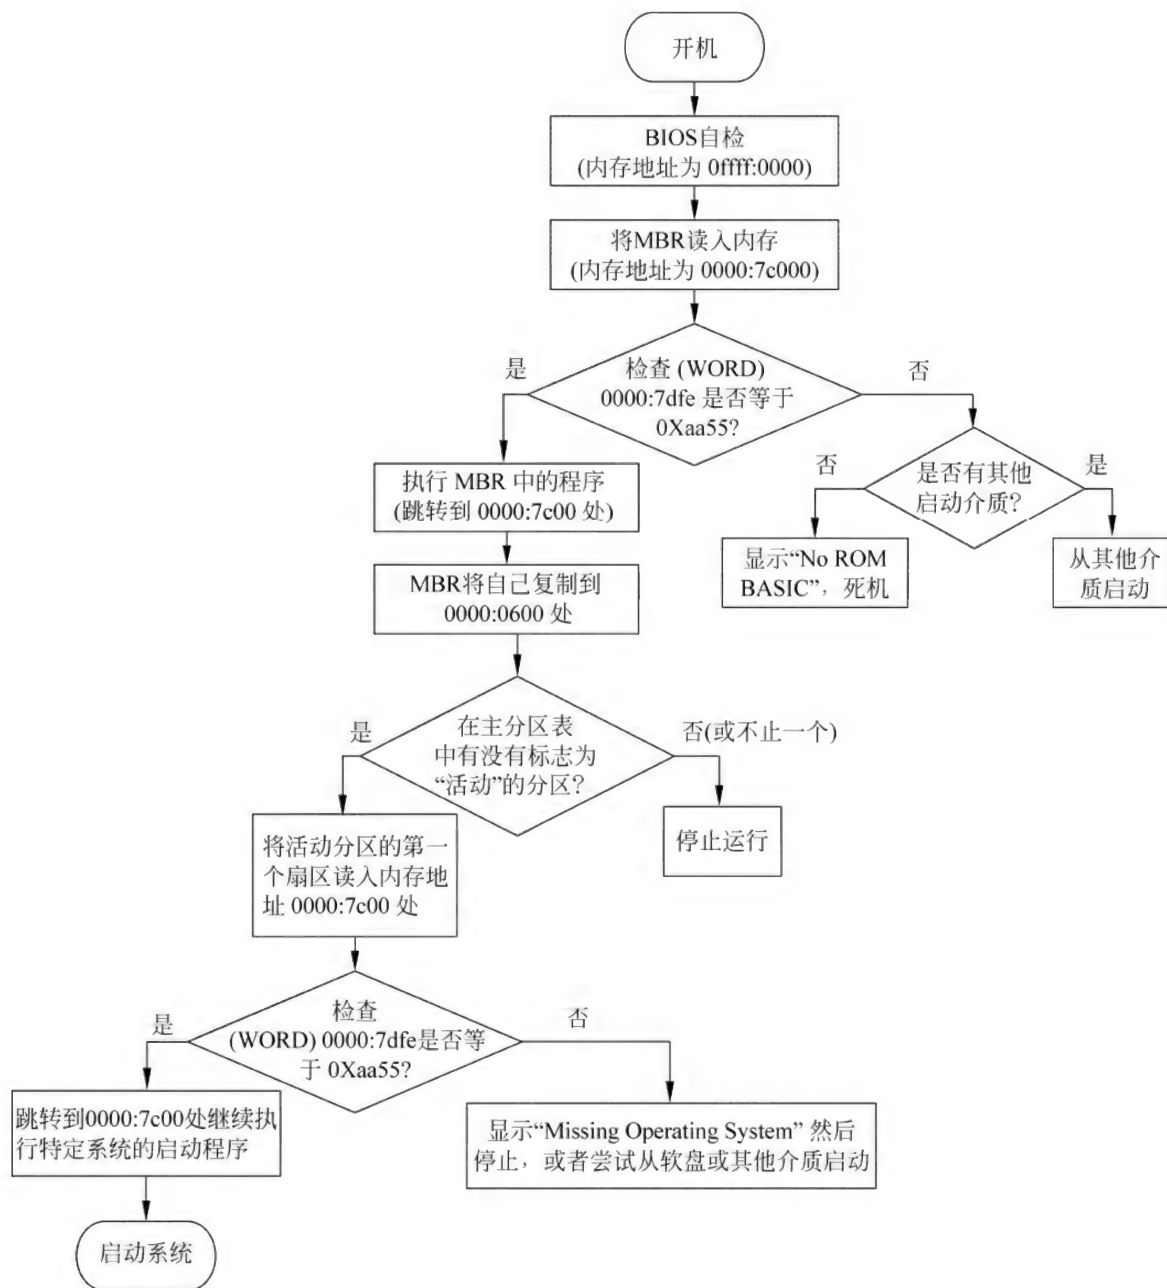 开机
BIOS自检
(内存地址为 0ffff:0000)
将MBR读入内存
(内存地址为 0000:7c000)
检查 (WORD)
0000:7dfe 是否等于
0Xaa55?
是
否
执行 MBR 中的程序
(跳转到 0000:7c00 处)
是否有其他
启动介质?
否
是
显示“No ROM
BASIC”，死机
从其他介
质启动
MBR将自己复制到
0000:0600 处
在主分区表
中有没有标志为
“活动”的分区?
是
否(或不止一个)
将活动分区的第一
个扇区读入内存地
址 0000:7c00 处
停止运行
检查
(WORD) 0000:7dfe是否等
于 0Xaa55?
是
否
跳转到0000:7c00处继续执
行特定系统的启动程序
显示“Missing Operating System” 然后
停止，或者尝试从软盘或其他介质启动
启动系统